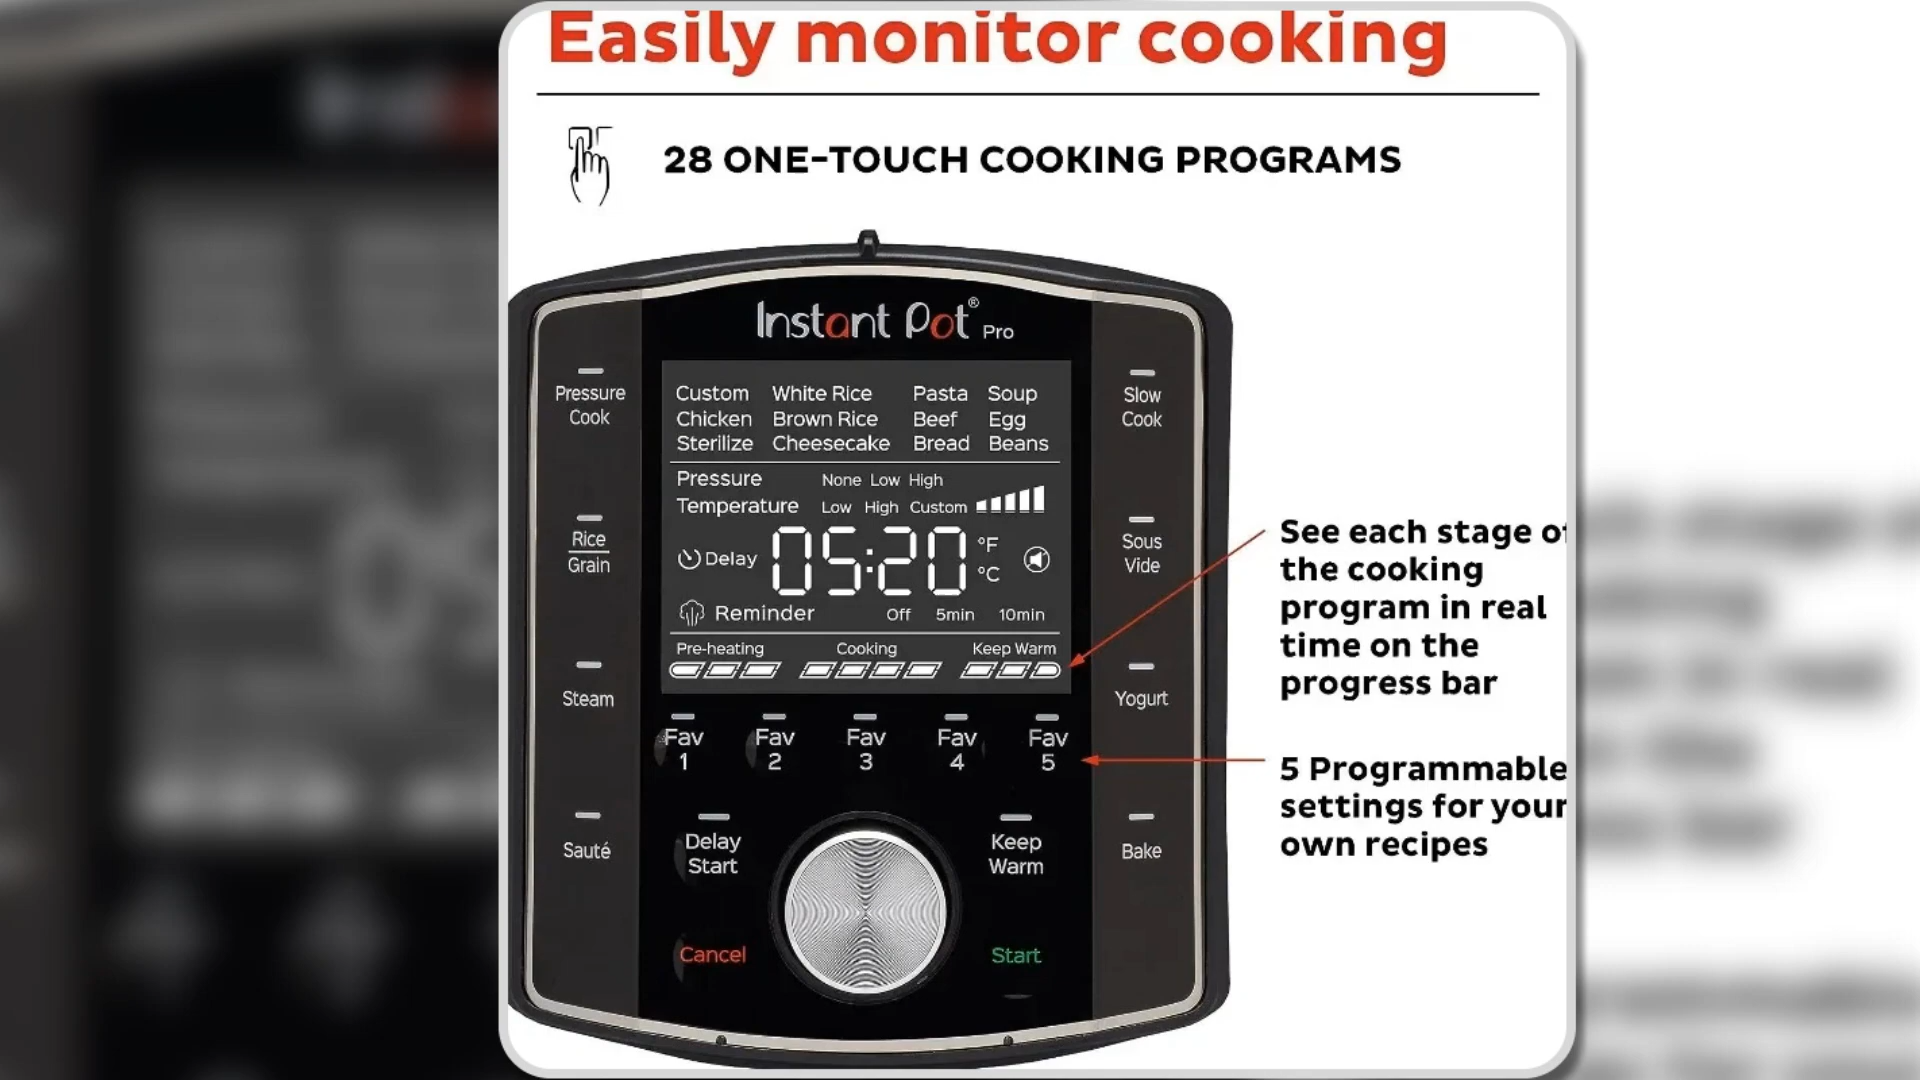 Easily monitor cooking
28 ONE-TOUCH COOKING PROGRAMS
Instant Pot® Pro
Pressure
Cook
Rice
Grain
Steam
Sauté
Custom White Rice Pasta Soup
Chicken Brown Rice Beef Egg
Sterilize Cheesecake Bread Beans
Pressure None Low High
Temperature Low High Custom
Delay 05:20 °F
°C
Reminder Off 5min 10min
Pre-heating Cooking Keep Warm
Fav Fav Fav Fav Fav
1 2 3 4 5
Delay
Start
Keep
Warm
Cancel
Start
Slow
Cook
Sous
Vide
Yogurt
Bake
See each stage of
the cooking
program in real
time on the
progress bar
5 Programmable
settings for your
own recipes